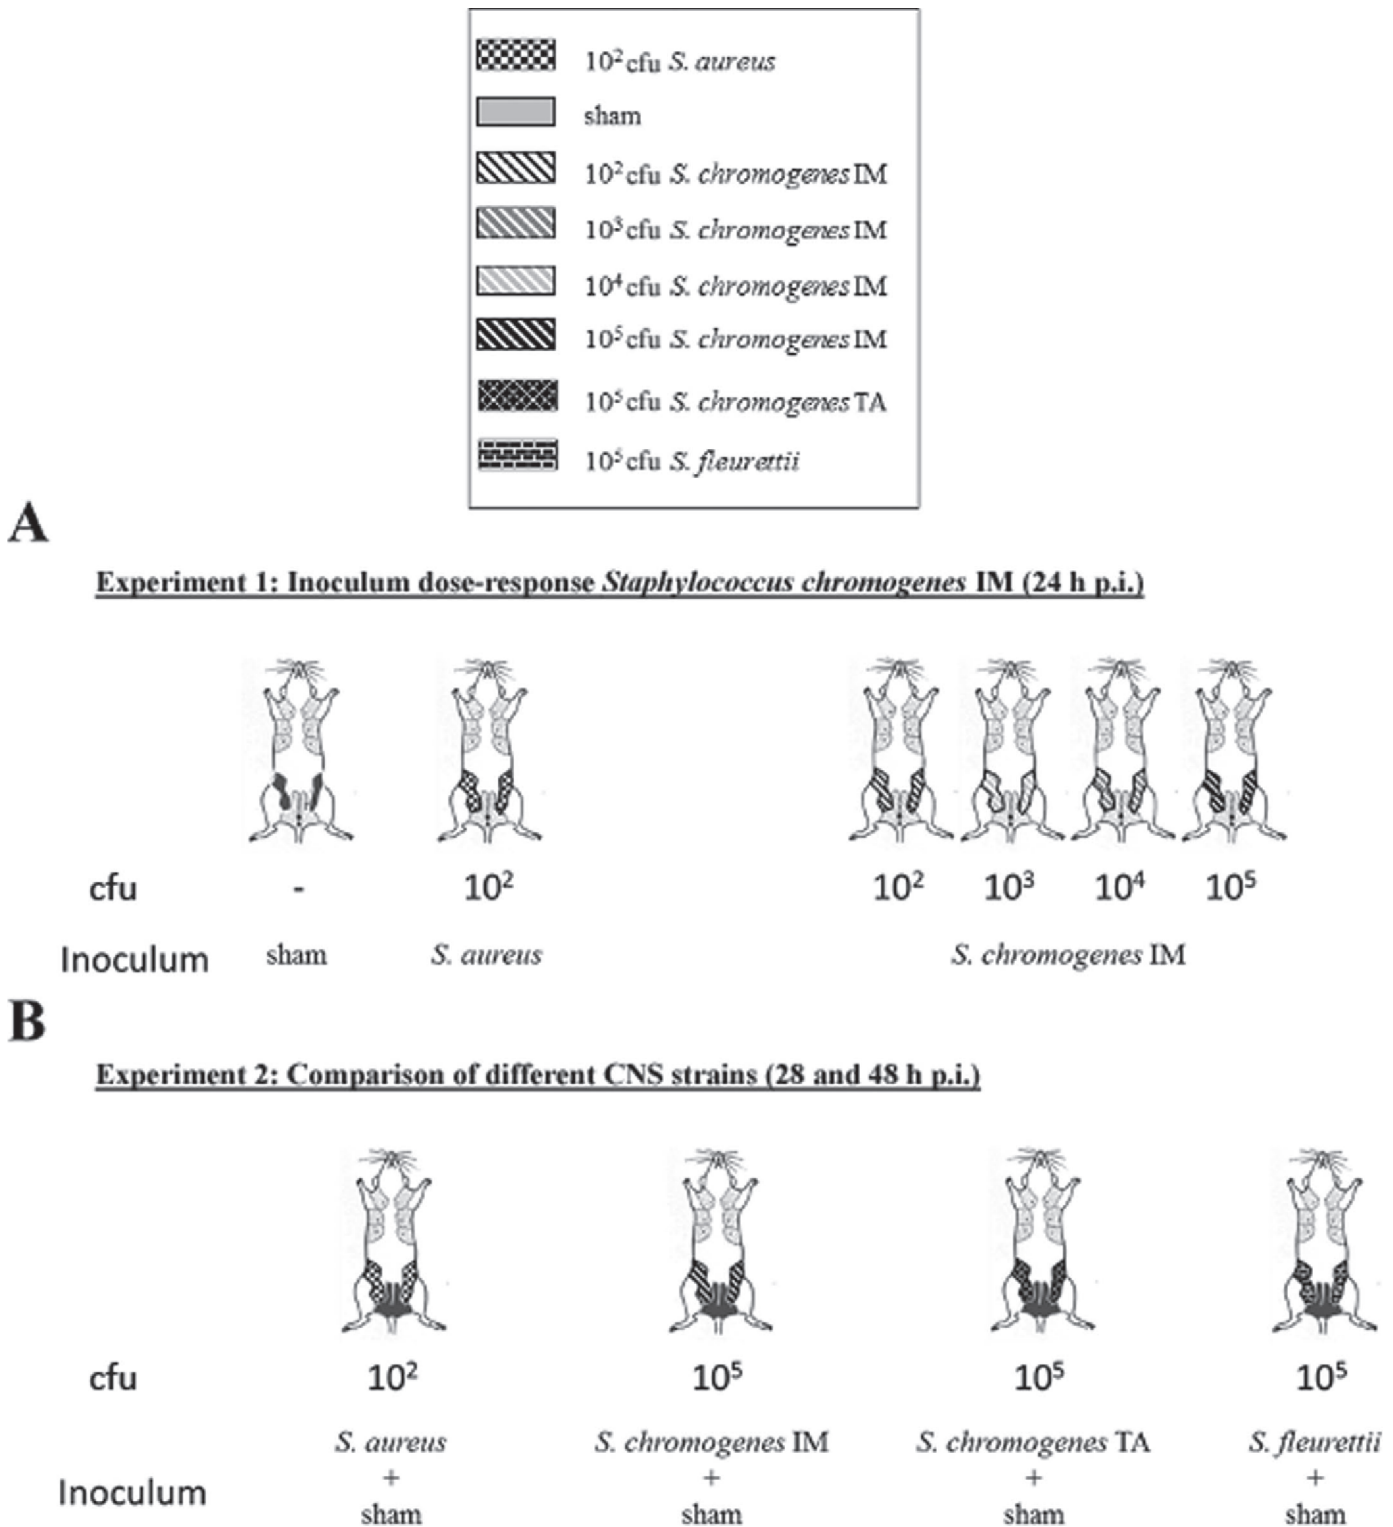 10² cfu S. aureus
sham
10² cfu S. chromogenes IM
10³ cfu S. chromogenes IM
10⁴ cfu S. chromogenes IM
10⁵ cfu S. chromogenes IM
10⁵ cfu S. chromogenes TA
10⁵ cfu S. fleurettii
A
Experiment 1: Inoculum dose-response Staphylococcus chromogenes IM (24 h p.i.)
cfu - 10² 10² 10³ 10⁴ 10⁵
Inoculum sham S. aureus S. chromogenes IM
B
Experiment 2: Comparison of different CNS strains (28 and 48 h p.i.)
cfu 10² 10⁵ 10⁵ 10⁵
S. aureus S. chromogenes IM S. chromogenes TA S. fleurettii
+ + + +
Inoculum sham sham sham sham